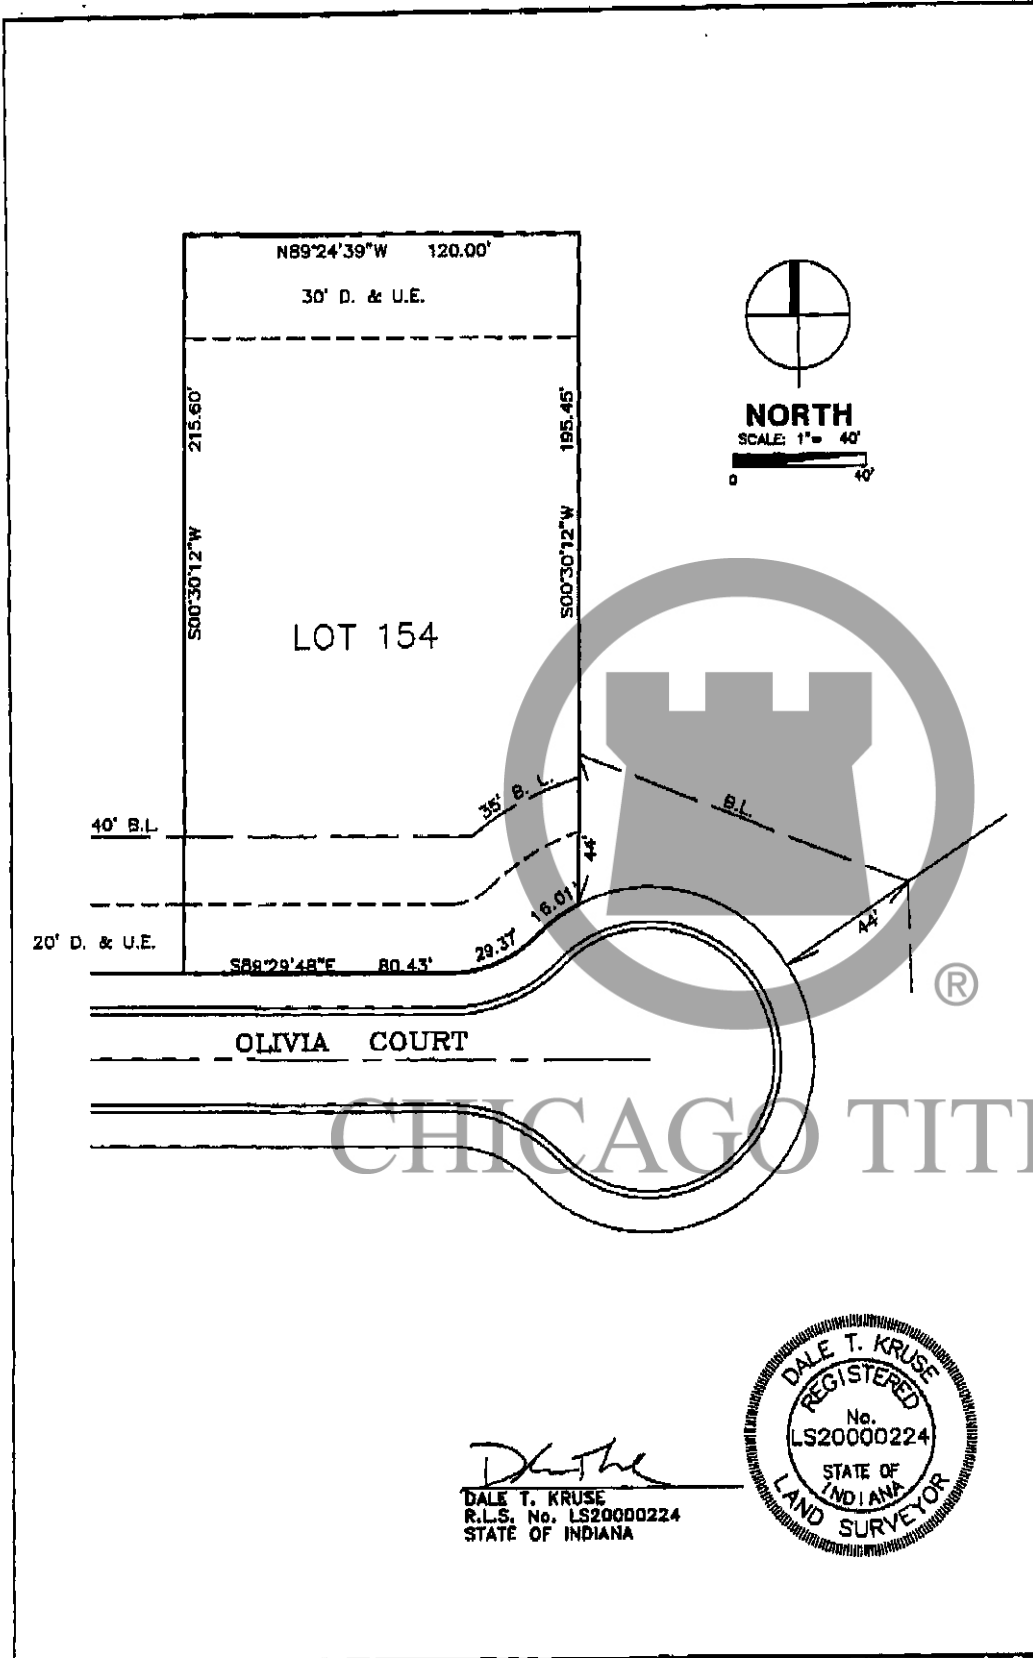 N89°24'39"W 120.00'
30' D. & U.E.
215.60'
S00°30'12"W
195.45'
S00°30'12"W
NORTH
SCALE: 1"= 40'
0 40'
LOT 154
40' B.L.
35' B. L.
B.L.
44'
44'
16.01'
29.37'
20' D. & U.E.
S89°29'48"E 80.43'
®
OLIVIA COURT
CHICAGO TITL
DALE T. KRUSE
REGISTERED
No.
LS20000224
STATE OF
INDIANA
LAND SURVEYOR
DALE T. KRUSE
R.L.S. No. LS20000224
STATE OF INDIANA